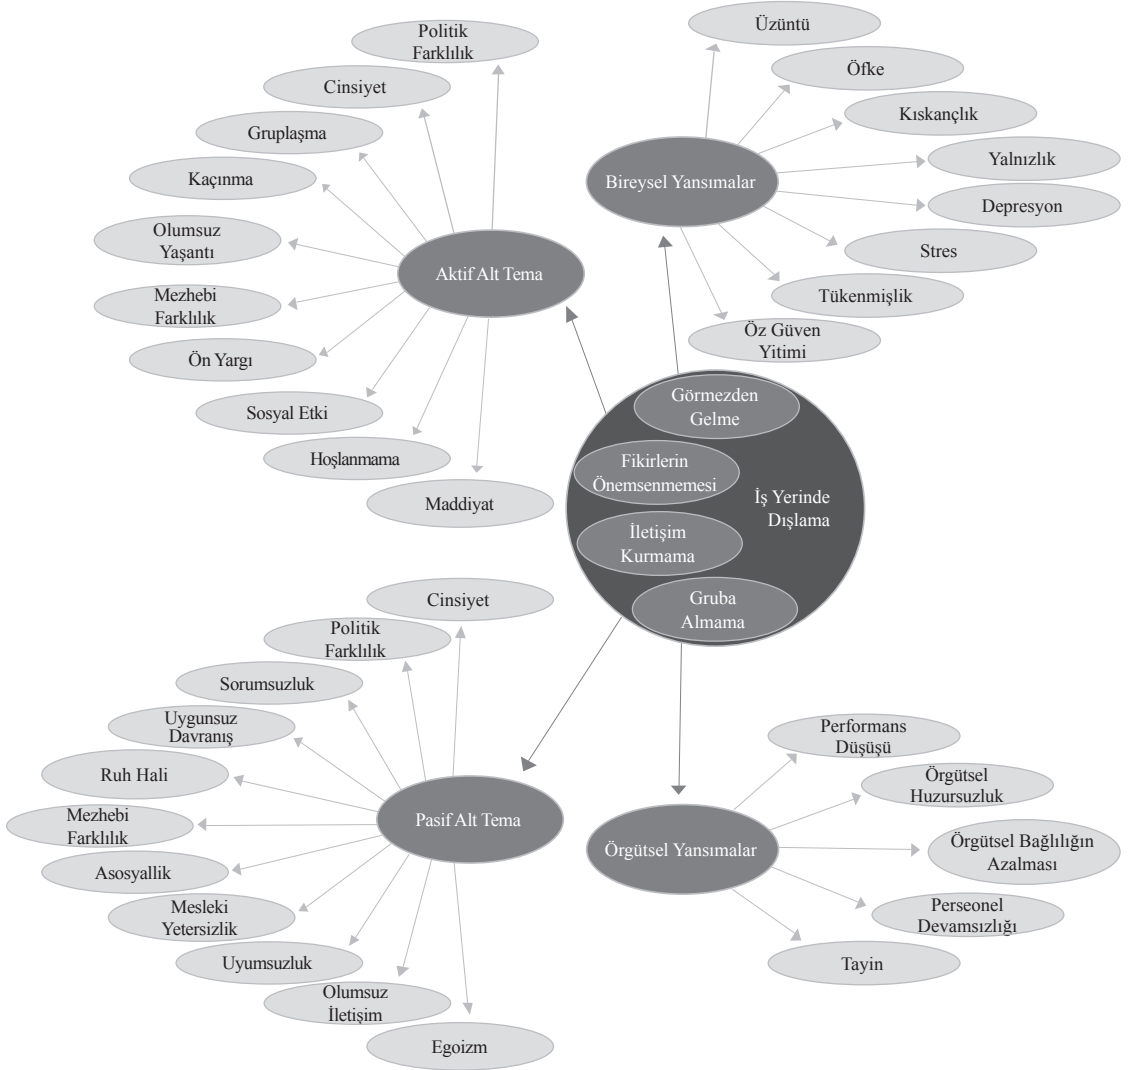 Politik
Farklılık
Cinsiyet
Gruplaşma
Kaçınma
Olumsuz
Yaşantı
Mezhebi
Farklılık
Ön Yargı
Sosyal Etki
Hoşlanmama
Maddiyat
Aktif Alt Tema
Üzüntü
Öfke
Kıskançlık
Yalnızlık
Depresyon
Stres
Tükenmişlik
Öz Güven
Yitimi
Bireysel Yansımalar
Görmezden
Gelme
Fikirlerin
Önemsenmemesi
İletişim
Kurmama
Gruba
Almama
İş Yerinde
Dışlama
Cinsiyet
Politik
Farklılık
Sorumsuzluk
Uygunsuz
Davranış
Ruh Hali
Mezhebi
Farklılık
Asosyallik
Mesleki
Yetersizlik
Uyumsuzluk
Olumsuz
İletişim
Egoizm
Pasif Alt Tema
Performans
Düşüşü
Örgütsel
Huzursuzluk
Örgütsel Bağlılığın
Azalması
Perseonel
Devamsızlığı
Tayin
Örgütsel Yansımalar